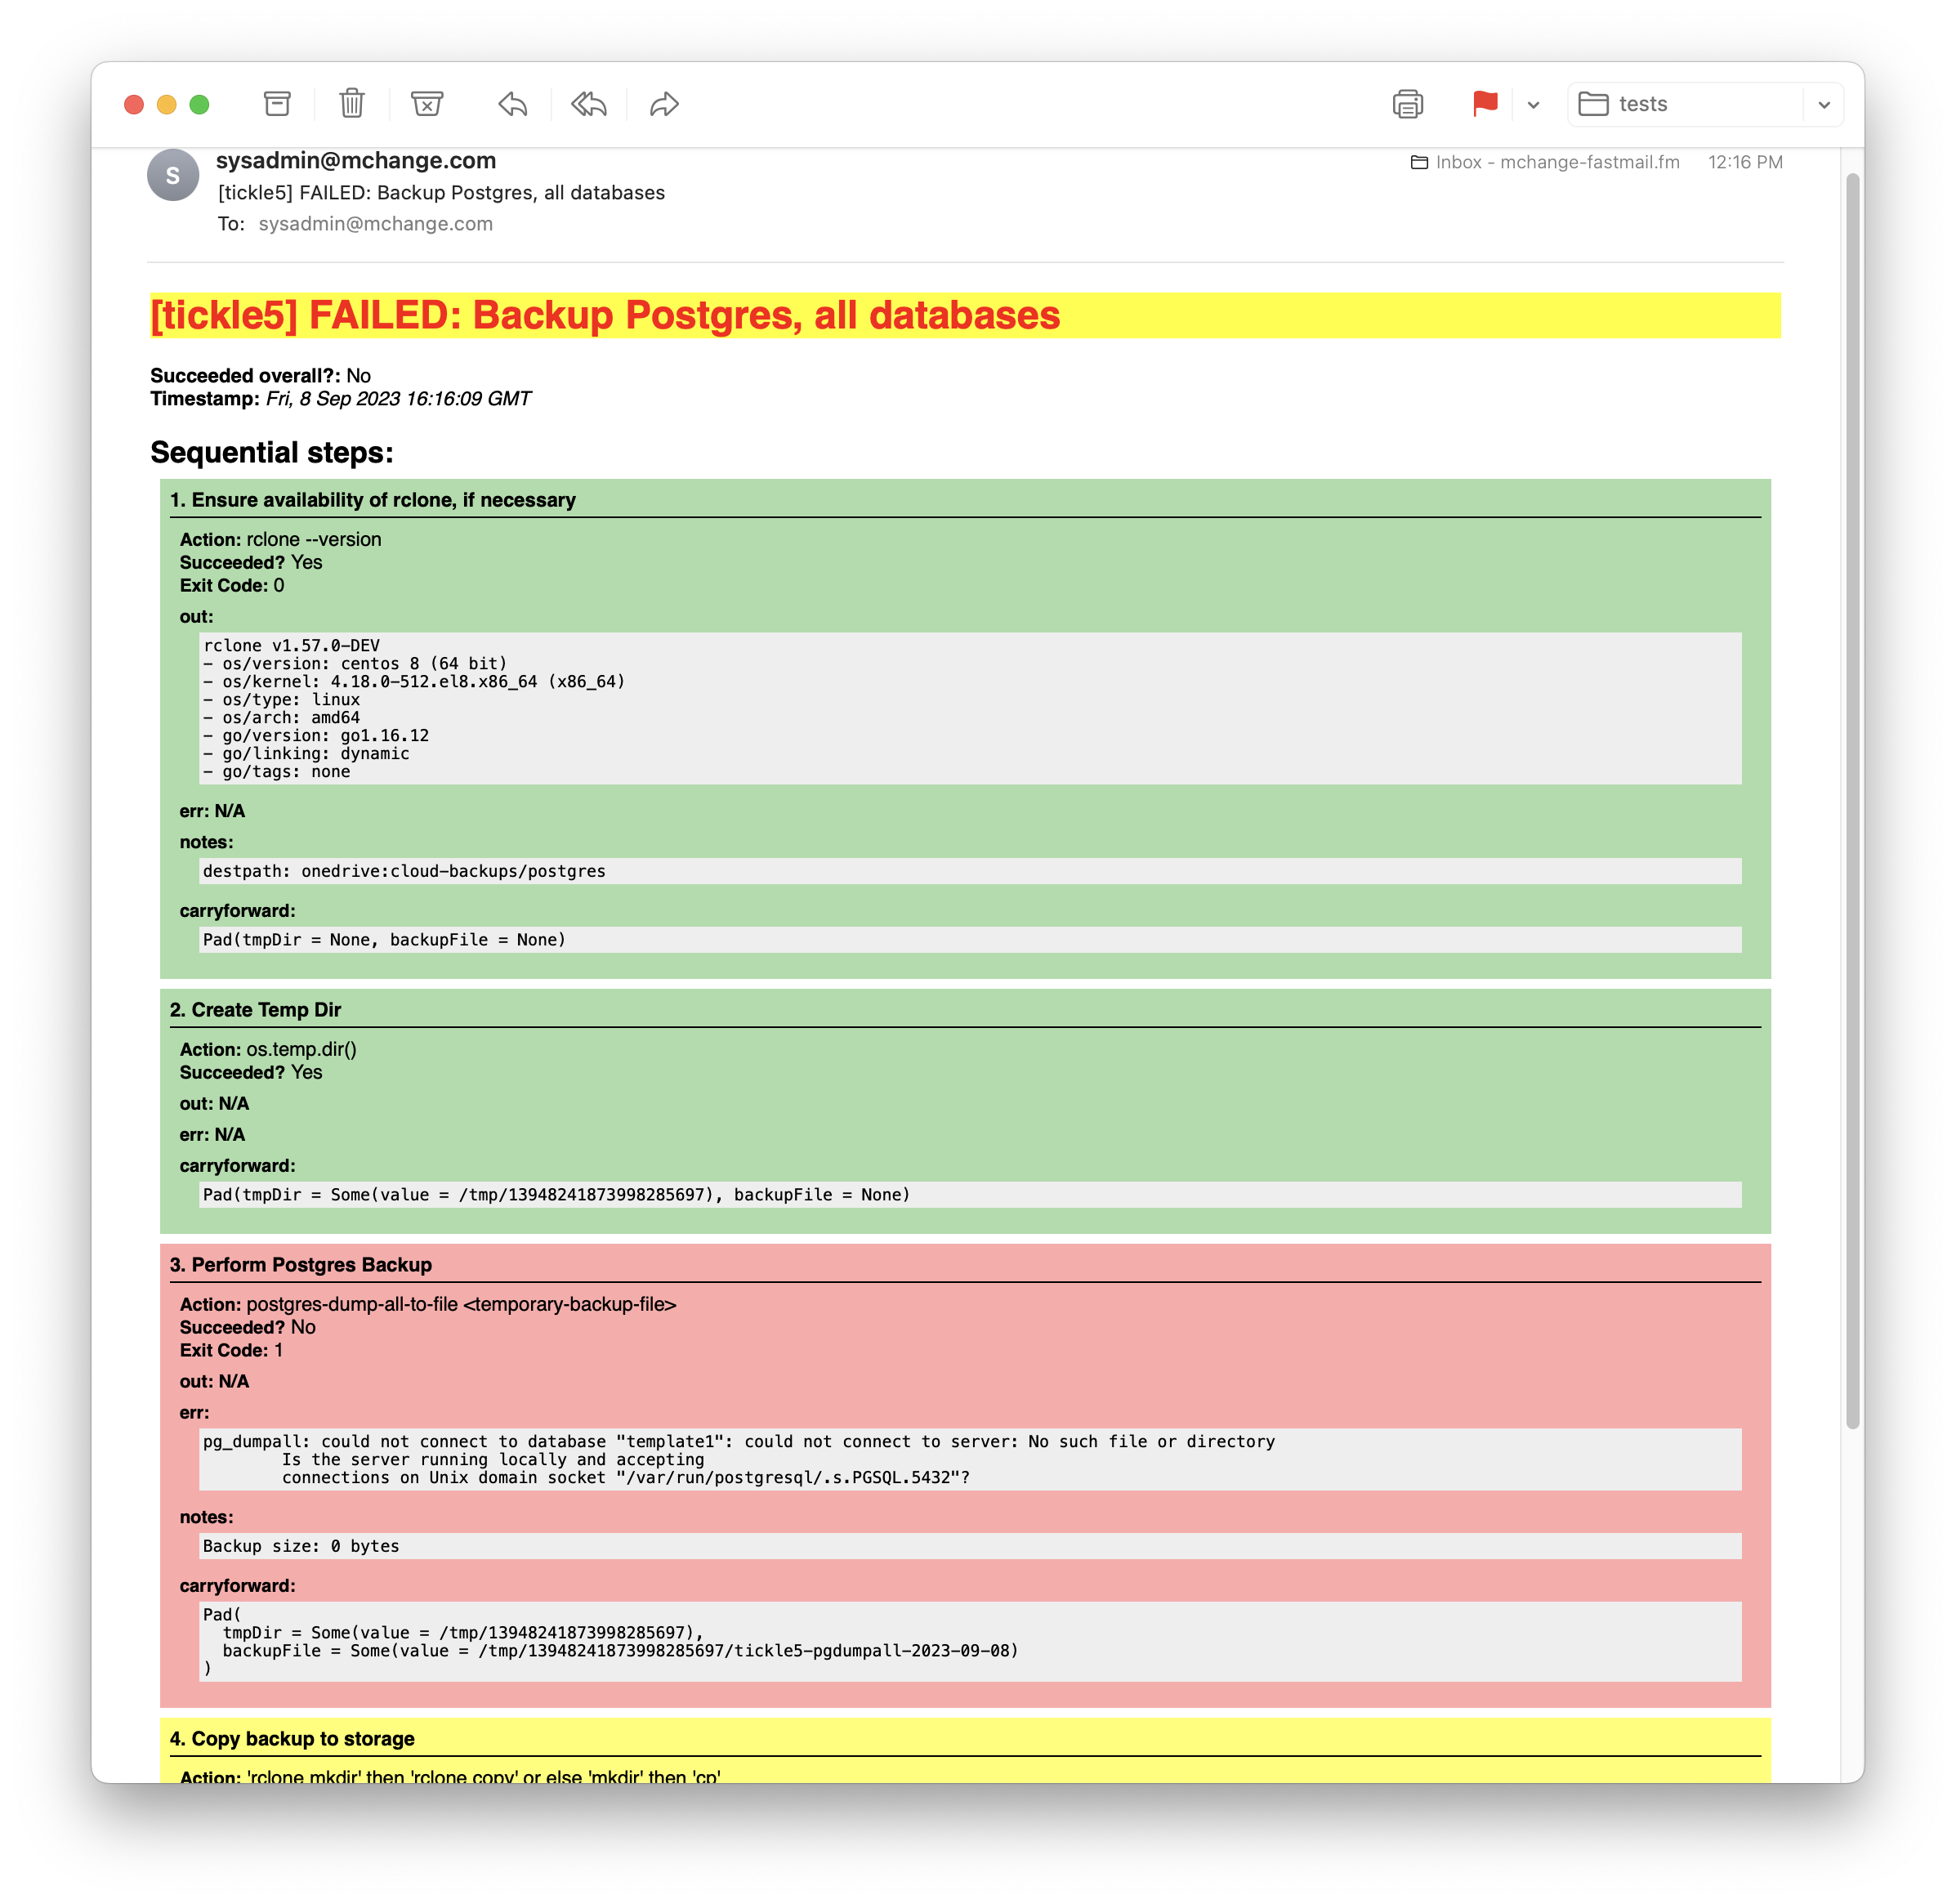 tests
S
sysadmin@mchange.com
Inbox - mchange-fastmail.fm 12:16 PM
[tickle5] FAILED: Backup Postgres, all databases
To: sysadmin@mchange.com
[tickle5] FAILED: Backup Postgres, all databases
Succeeded overall?: No
Timestamp: Fri, 8 Sep 2023 16:16:09 GMT
Sequential steps:
1. Ensure availability of rclone, if necessary
Action: rclone --version
Succeeded? Yes
Exit Code: 0
out:
rclone v1.57.0-DEV
- os/version: centos 8 (64 bit)
- os/kernel: 4.18.0-512.el8.x86_64 (x86_64)
- os/type: linux
- os/arch: amd64
- go/version: go1.16.12
- go/linking: dynamic
- go/tags: none
err: N/A
notes:
destpath: onedrive:cloud-backups/postgres
carryforward:
Pad(tmpDir = None, backupFile = None)
2. Create Temp Dir
Action: os.temp.dir()
Succeeded? Yes
out: N/A
err: N/A
carryforward:
Pad(tmpDir = Some(value = /tmp/13948241873998285697), backupFile = None)
3. Perform Postgres Backup
Action: postgres-dump-all-to-file <temporary-backup-file>
Succeeded? No
Exit Code: 1
out: N/A
err:
pg_dumpall: could not connect to database "template1": could not connect to server: No such file or directory
Is the server running locally and accepting
connections on Unix domain socket "/var/run/postgresql/.s.PGSQL.5432"?
notes:
Backup size: 0 bytes
carryforward:
Pad(
tmpDir = Some(value = /tmp/13948241873998285697),
backupFile = Some(value = /tmp/13948241873998285697/tickle5-pgdumpall-2023-09-08)
)
4. Copy backup to storage
Action: 'rclone mkdir' then 'rclone copy' or else 'mkdir' then 'cp'